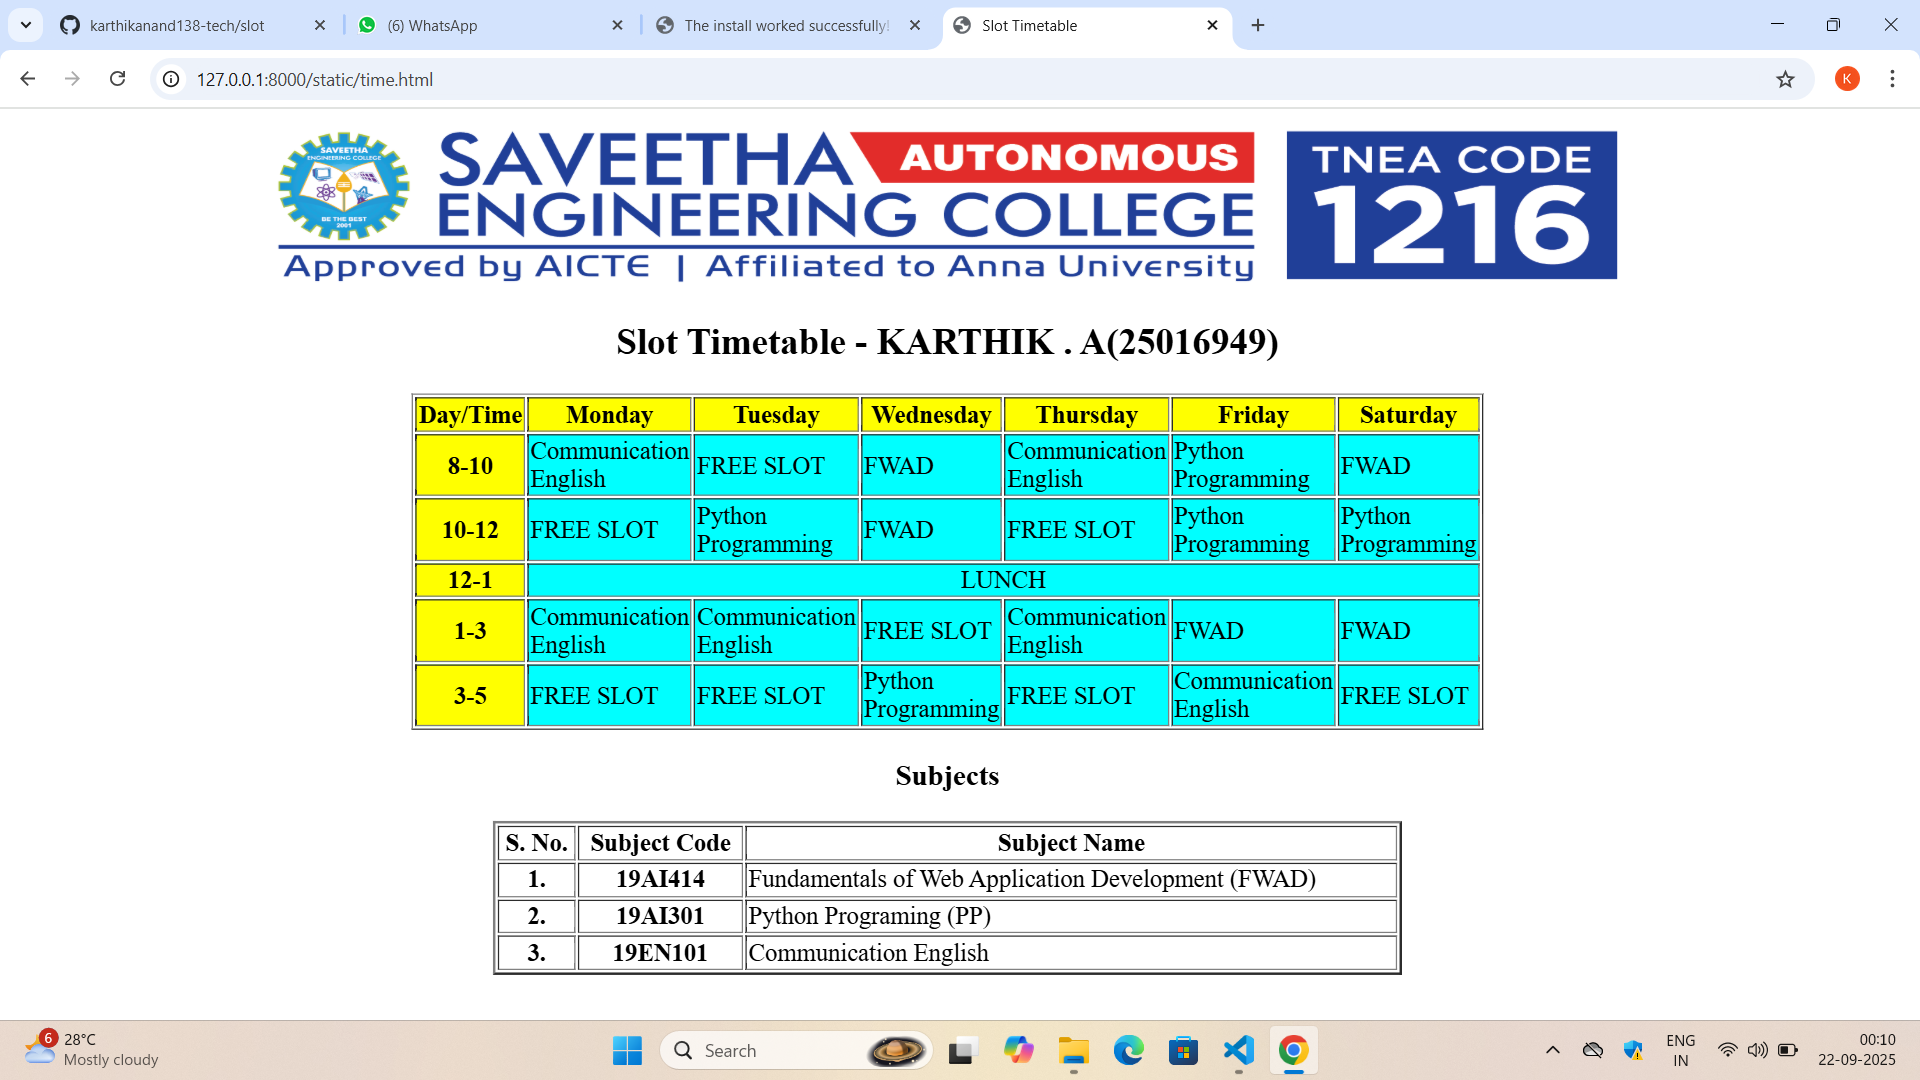 karthikanand138-tech/slot
(6) WhatsApp
The install worked successfully!
Slot Timetable
127.0.0.1:8000/static/time.html
K
SAVEETHA
ENGINEERING COLLEGE
BE THE BEST
2001
SAVEETHA AUTONOMOUS
ENGINEERING COLLEGE
Approved by AICTE | Affiliated to Anna University
TNEA CODE
1216
Slot Timetable - KARTHIK . A(25016949)
Day/Time Monday Tuesday Wednesday Thursday Friday Saturday
8-10 Communication English FREE SLOT FWAD Communication English Python Programming FWAD
10-12 FREE SLOT Python Programming FWAD FREE SLOT Python Programming Python Programming
12-1 LUNCH
1-3 Communication English Communication English FREE SLOT Communication English FWAD FWAD
3-5 FREE SLOT FREE SLOT Python Programming FREE SLOT Communication English FREE SLOT
Subjects
S. No. Subject Code Subject Name
1. 19AI414 Fundamentals of Web Application Development (FWAD)
2. 19AI301 Python Programing (PP)
3. 19EN101 Communication English
6
28°C
Mostly cloudy
Search
ENG
IN
00:10
22-09-2025